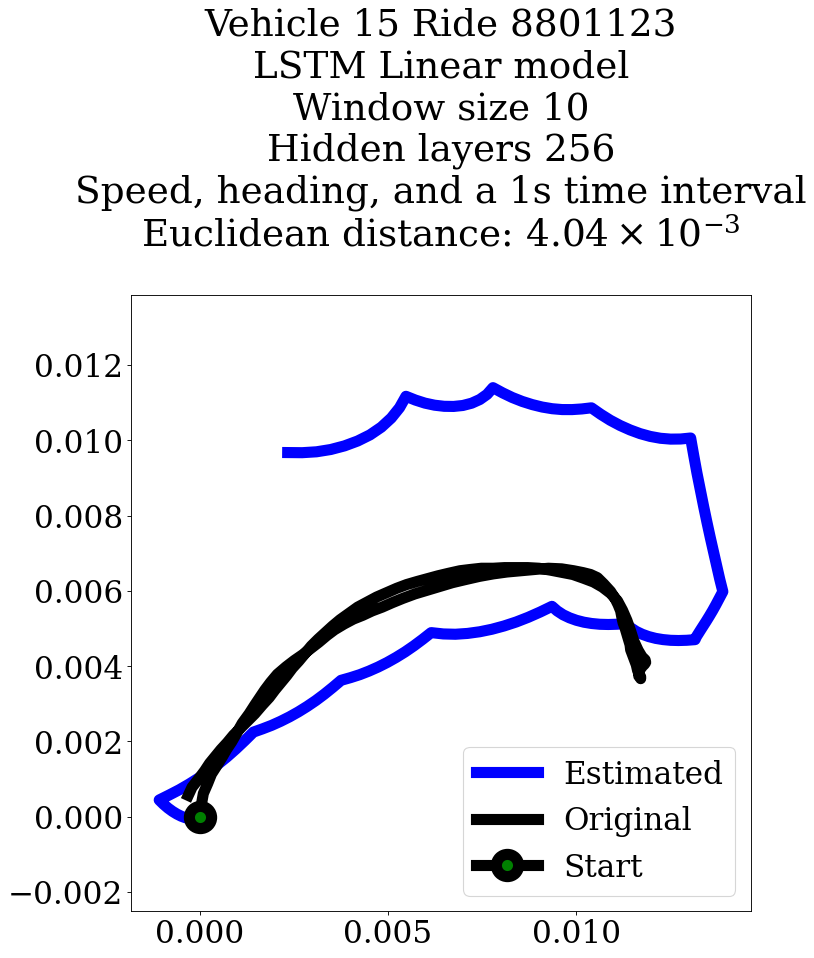 Vehicle 15 Ride 8801123
LSTM Linear model
Window size 10
Hidden layers 256
Speed, heading, and a 1s time interval
Euclidean distance: 4.04 × 10⁻³
0.012
0.010
0.008
0.006
0.004
0.002
0.000
−0.002
Estimated
Original
Start
0.000 0.005 0.010